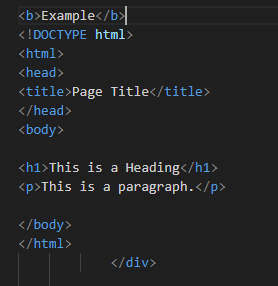 <b>Example</b>
<!DOCTYPE html>
<html>
<head>
<title>Page Title</title>
</head>
<body>
<h1>This is a Heading</h1>
<p>This is a paragraph.</p>
</body>
</html>
</div>